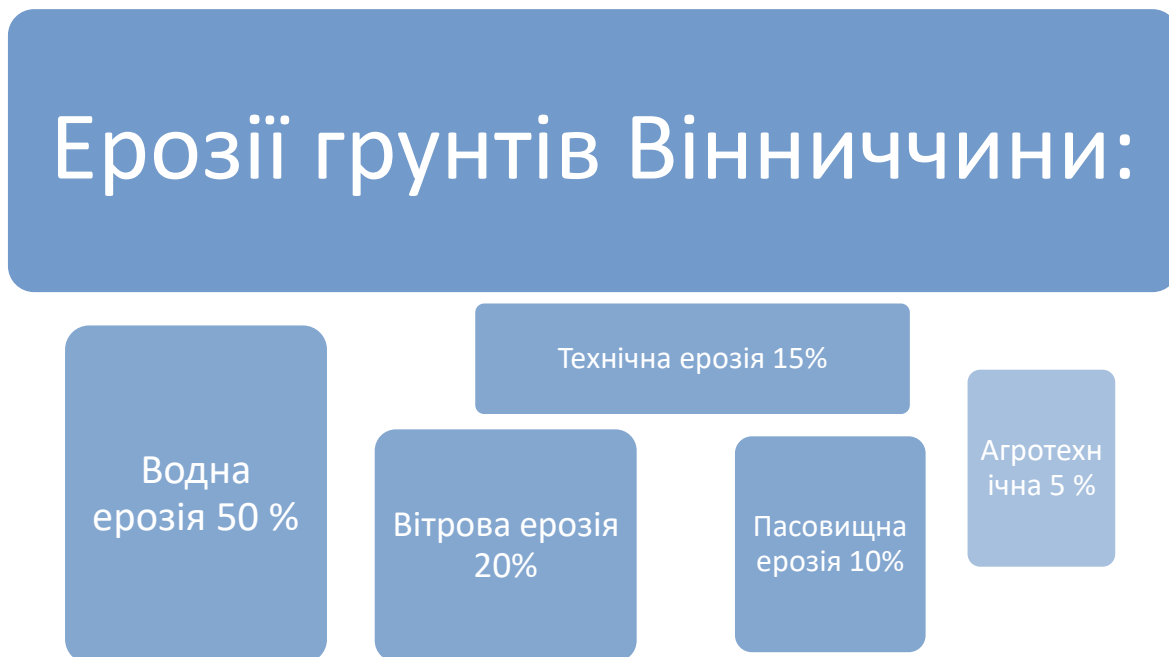 Ерозії грунтів Вінниччини:
Технічна ерозія 15%
Водна
ерозія 50 %
Вітрова ерозія
20%
Пасовищна
ерозія 10%
Агротехн
ічна 5 %